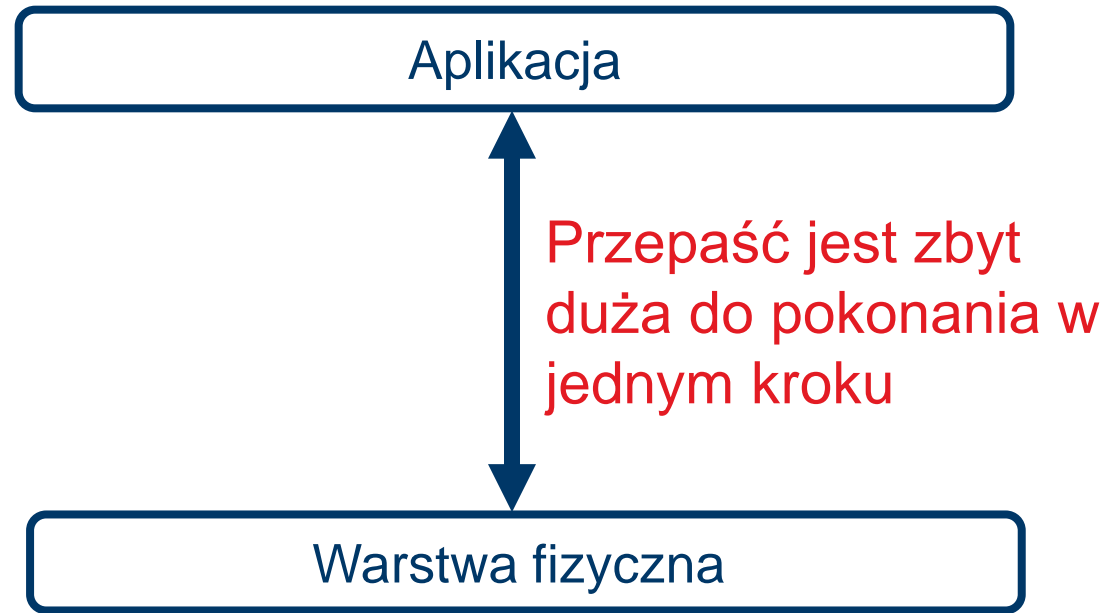 Aplikacja
Przepaść jest zbyt
duża do pokonania w
jednym kroku
Warstwa fizyczna